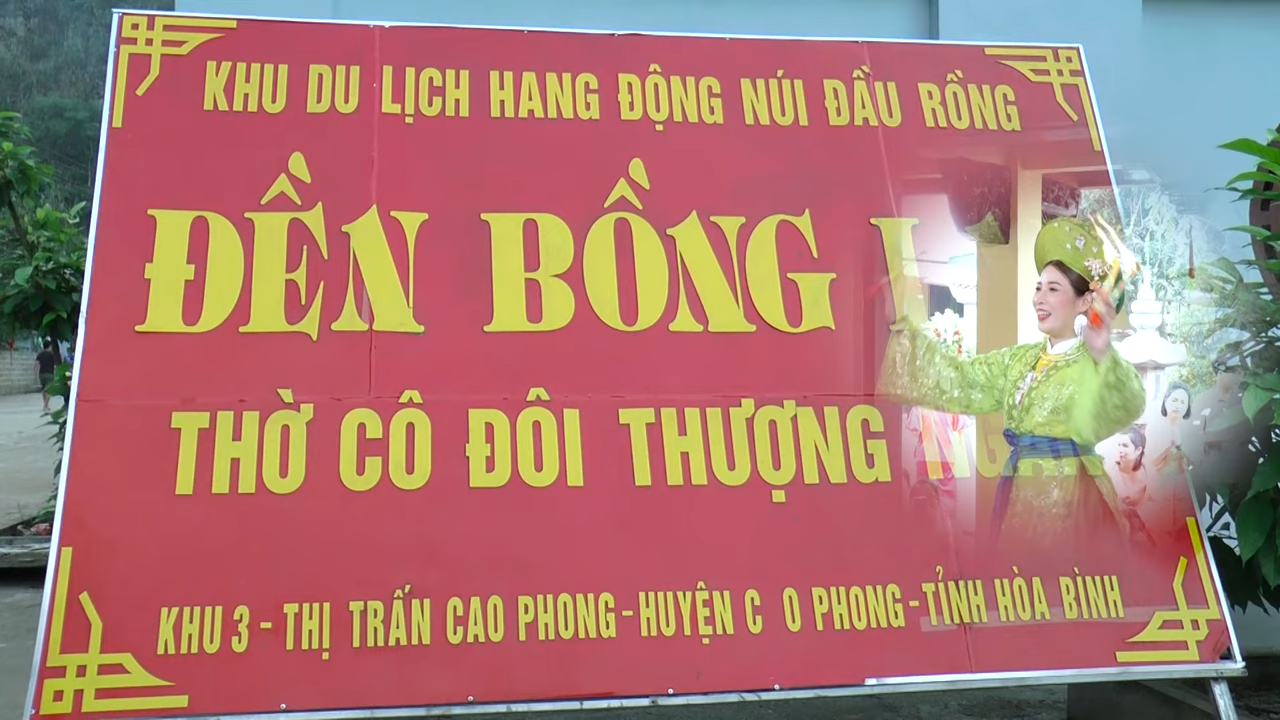 KHU DU LỊCH HANG ĐỘNG NÚI ĐẦU RỒNG
ĐỀN BỒNG L
THỜ CÔ ĐÔI THƯỢNG NGÀN
KHU 3 - THỊ TRẤN CAO PHONG - HUYỆN C O PHONG - TỈNH HÒA BÌNH